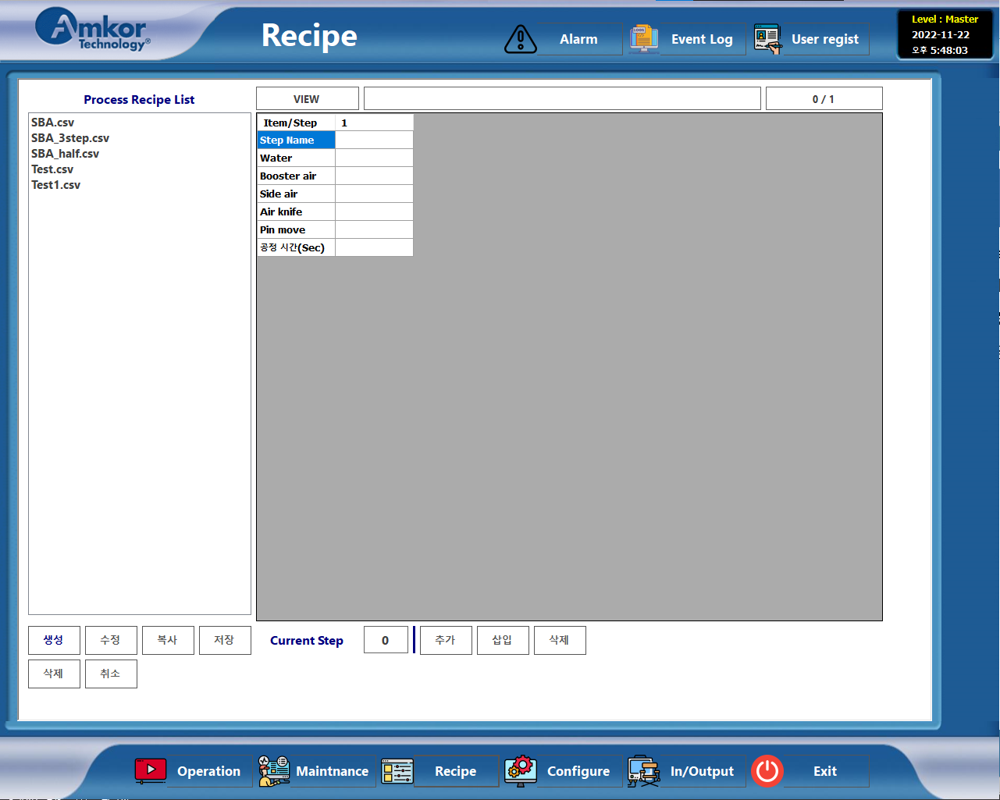 Amkor
Technology®
Recipe
Alarm
Event Log
User regist
Level : Master
2022-11-22
오후 5:48:03
LOGS
Process Recipe List
VIEW
0 / 1
SBA.csv
SBA_3step.csv
SBA_half.csv
Test.csv
Test1.csv
Item/Step 1
Step Name
Water
Booster air
Side air
Air knife
Pin move
공정 시간(Sec)
생성 수정 복사 저장
Current Step 0 추가 삽입 삭제
삭제 취소
Operation
Maintnance
Recipe
Configure
In/Output
Exit